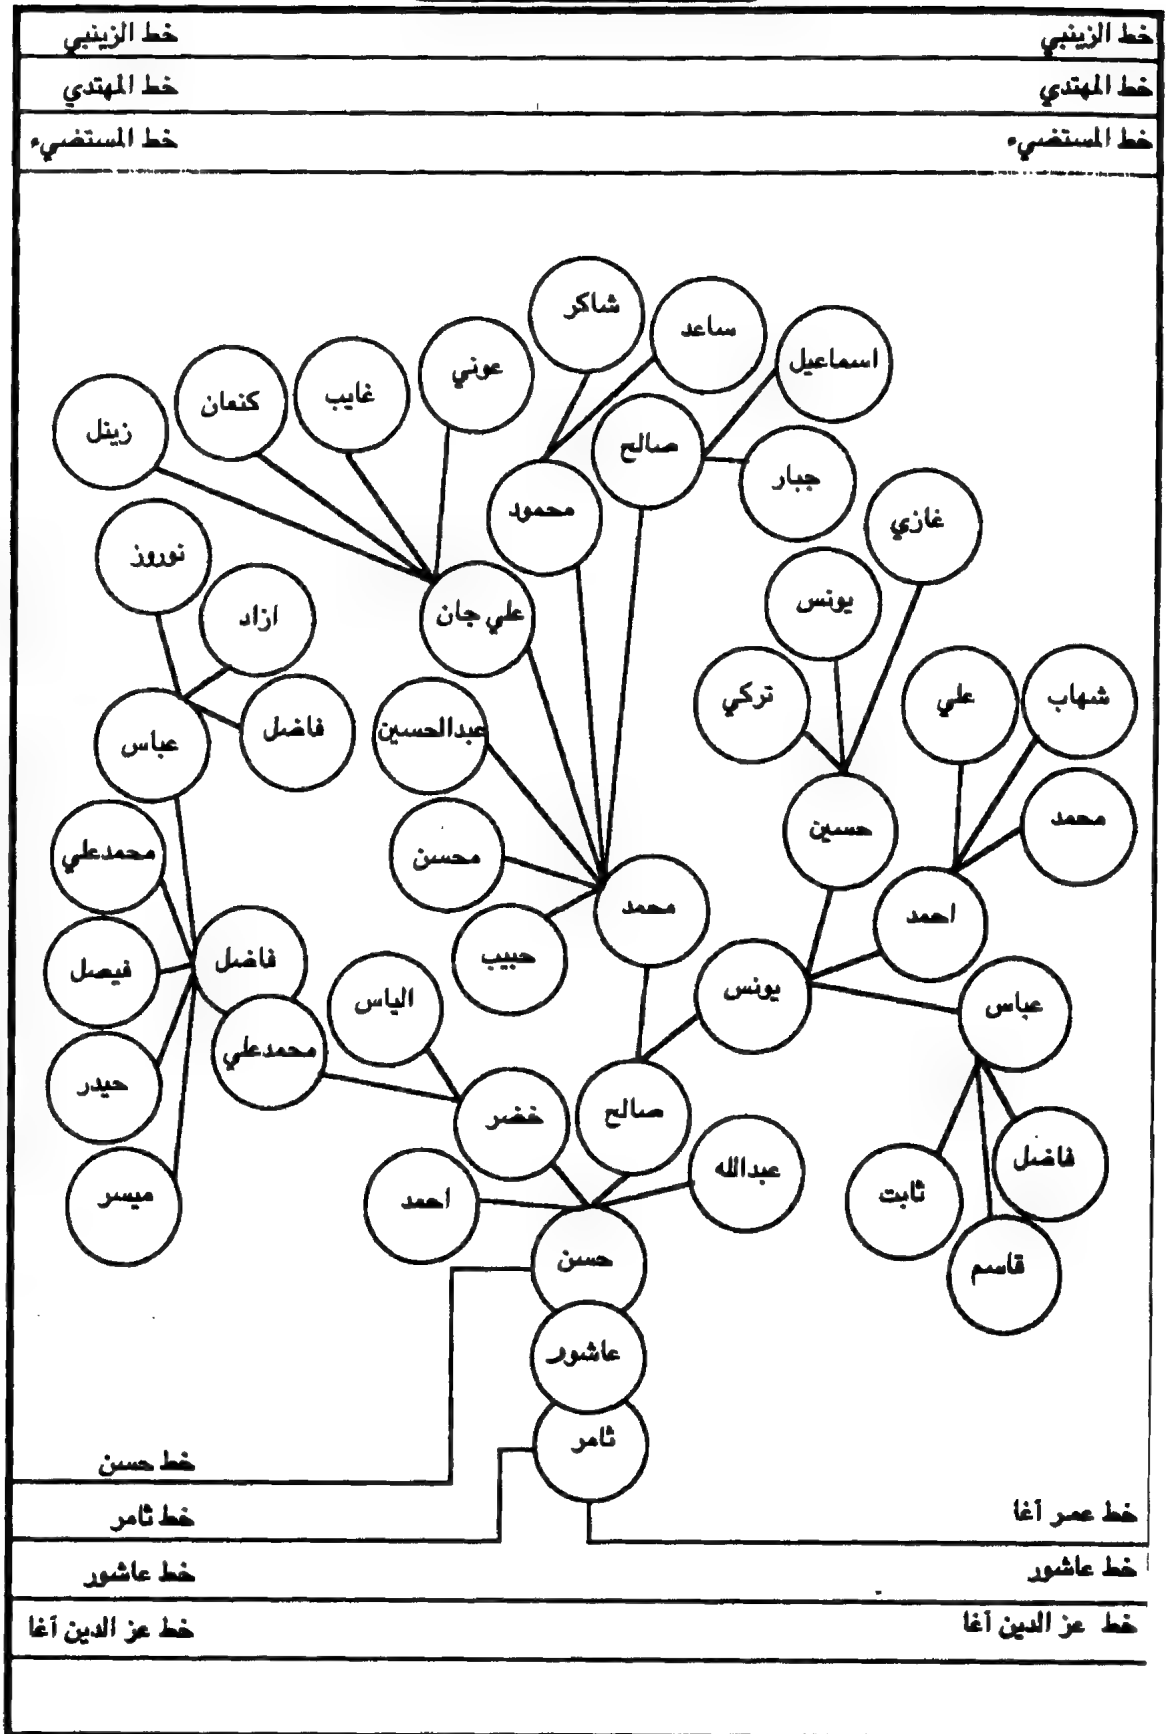 خط الزينبي خط الزينبي
خط المهتدي خط المهتدي
خط المستضيء خط المستضيء
شاكر
ساعد
اسماعيل
عوني
غايب
كنعان
زينل
صالح
جبار
محمود
غازي
نوروز
يونس
ازاد
علي جان
شهاب
علي
تركي
عبدالحسين
فاضل
عباس
محمد
حسين
محسن
محمدعلي
احمد
محمد
حبيب
فاضل
فيصل
يونس
عباس
الياس
محمدعلي
حيدر
صالح
خضر
فاضل
عبدالله
ثابت
احمد
ميسر
قاسم
حسن
عاشور
ثامر
خط حسن
خط عمر آغا خط ثامر
خط عاشور خط عاشور
خط عز الدين آغا خط عز الدين آغا